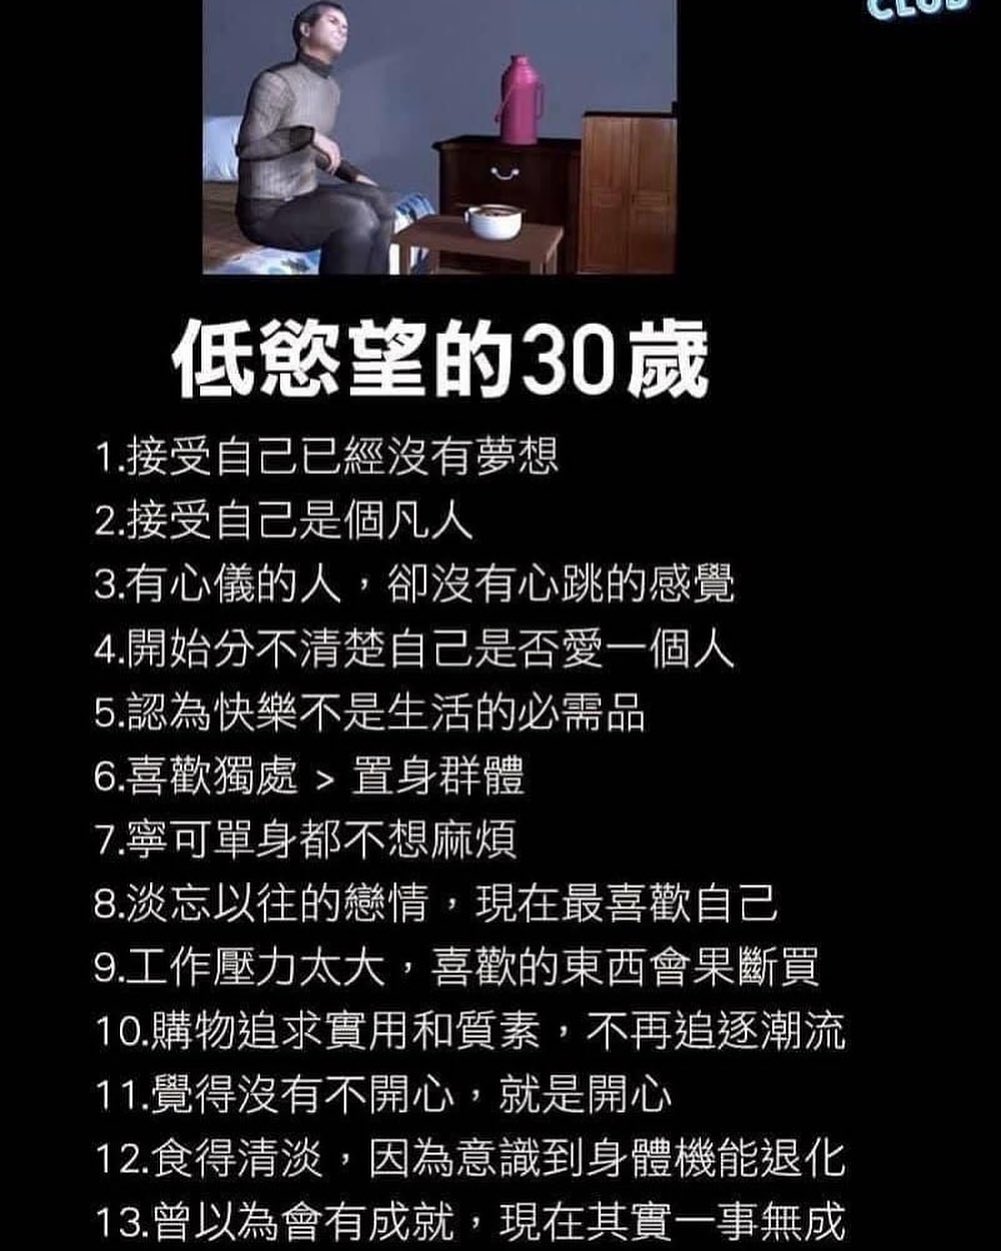 CLUB
低慾望的30歲
1.接受自己已經沒有夢想
2.接受自己是個凡人
3.有心儀的人，卻沒有心跳的感覺
4.開始分不清楚自己是否愛一個人
5.認為快樂不是生活的必需品
6.喜歡獨處 > 置身群體
7.寧可單身都不想麻煩
8.淡忘以往的戀情，現在最喜歡自己
9.工作壓力太大，喜歡的東西會果斷買
10.購物追求實用和質素，不再追逐潮流
11.覺得沒有不開心，就是開心
12.食得清淡，因為意識到身體機能退化
13.曾以為會有成就，現在其實一事無成